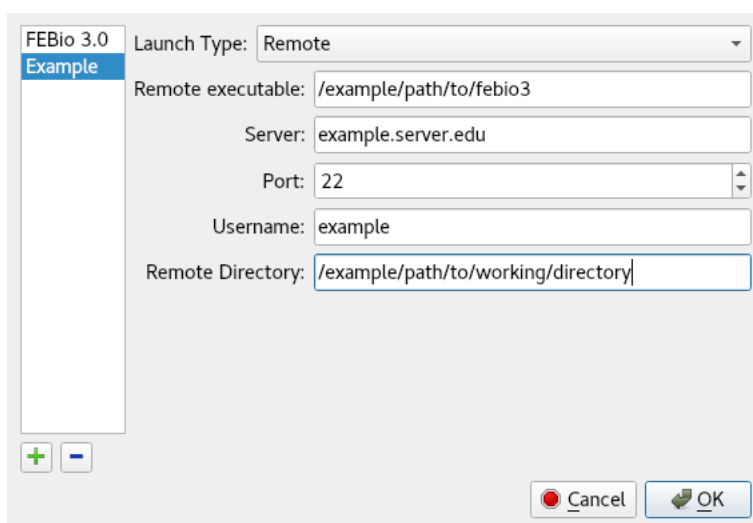 FEBio 3.0
Example
Launch Type: Remote
Remote executable: /example/path/to/febio3
Server: example.server.edu
Port: 22
Username: example
Remote Directory: /example/path/to/working/directory
Cancel
OK